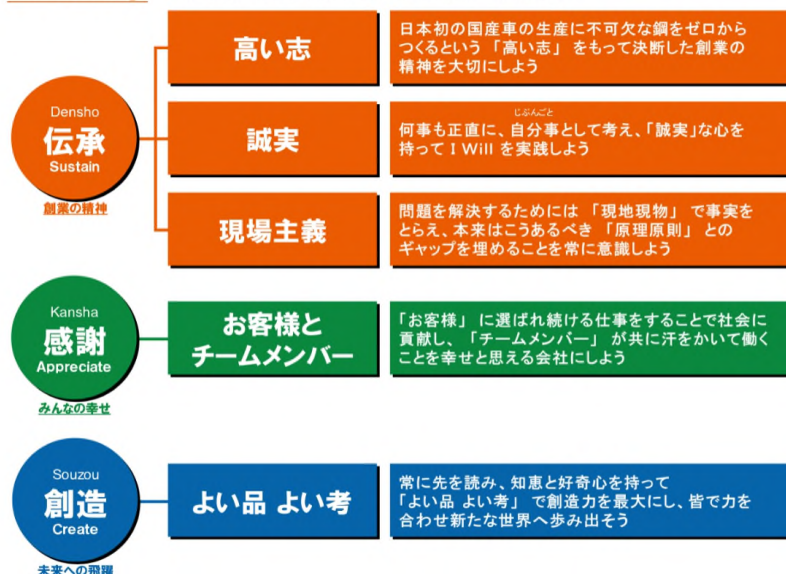 Densho
伝承
Sustain
創業の精神
高い志
日本初の国産車の生産に不可欠な鋼をゼロから
つくるという 「高い志」 をもって決断した創業の
精神を大切にしよう
誠実
じぶんごと
何事も正直に、自分事として考え、「誠実」な心を
持って I Will を実践しよう
現場主義
問題を解決するためには 「現地現物」 で事実を
とらえ、本来はこうあるべき 「原理原則」 との
ギャップを埋めることを常に意識しよう
Kansha
感謝
Appreciate
みんなの幸せ
お客様と
チームメンバー
「お客様」 に選ばれ続ける仕事をすることで社会に
貢献し、 「チームメンバー」 が共に汗をかいて働く
ことを幸せと思える会社にしよう
Souzou
創造
Create
未来への飛躍
よい品 よい考
常に先を読み、知恵と好奇心を持って
「よい品 よい考」 で創造力を最大にし、皆で力を
合わせ新たな世界へ歩み出そう